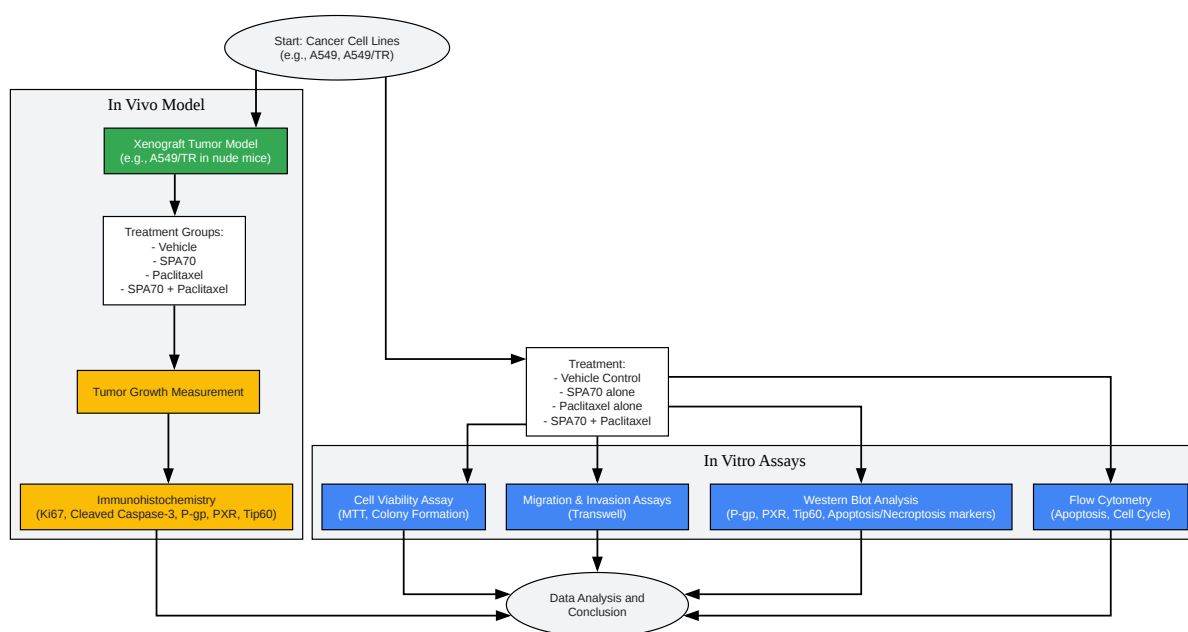 Start: Cancer Cell Lines
(e.g., A549, A549/TR)
In Vivo Model
Xenograft Tumor Model
(e.g., A549/TR in nude mice)
Treatment Groups:
- Vehicle
- SPA70
- Paclitaxel
- SPA70 + Paclitaxel
Tumor Growth Measurement
Immunohistochemistry
(Ki67, Cleaved Caspase-3, P-gp, PXR, Tip60)
Treatment:
- Vehicle Control
- SPA70 alone
- Paclitaxel alone
- SPA70 + Paclitaxel
In Vitro Assays
Cell Viability Assay
(MTT, Colony Formation)
Migration & Invasion Assays
(Transwell)
Western Blot Analysis
(P-gp, PXR, Tip60, Apoptosis/Necroptosis markers)
Flow Cytometry
(Apoptosis, Cell Cycle)
Data Analysis and
Conclusion